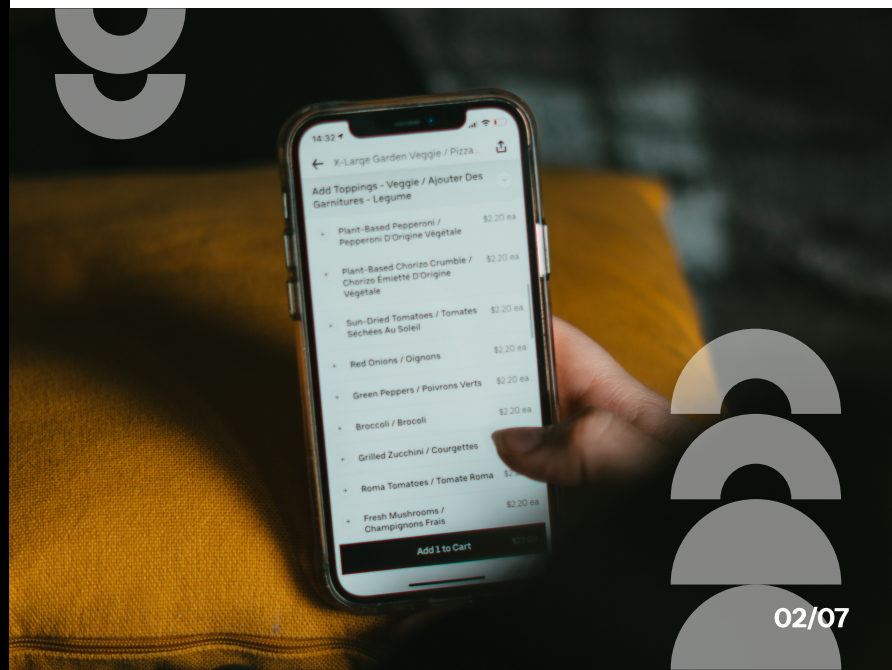 14:32
X-Large Garden Veggie / Pizza...
Add Toppings - Veggie / Ajouter Des
Garnitures - Legume
Plant-Based Pepperoni /
Pepperoni D'Origine Végétale
$2.20 ea
Plant-Based Chorizo Crumble /
Chorizo Émietté D'Origine
Végétale
$2.20 ea
Sun-Dried Tomatoes / Tomates
Séchées Au Soleil
$2.20 ea
Red Onions / Oignons
$2.20 ea
Green Peppers / Poivrons Verts
$2.20 ea
Broccoli / Brocoli
$2.20 ea
Grilled Zucchini / Courgettes
Roma Tomatoes / Tomate Roma
Fresh Mushrooms /
Champignons Frais
$2.20 ea
Add 1 to Cart
02/07